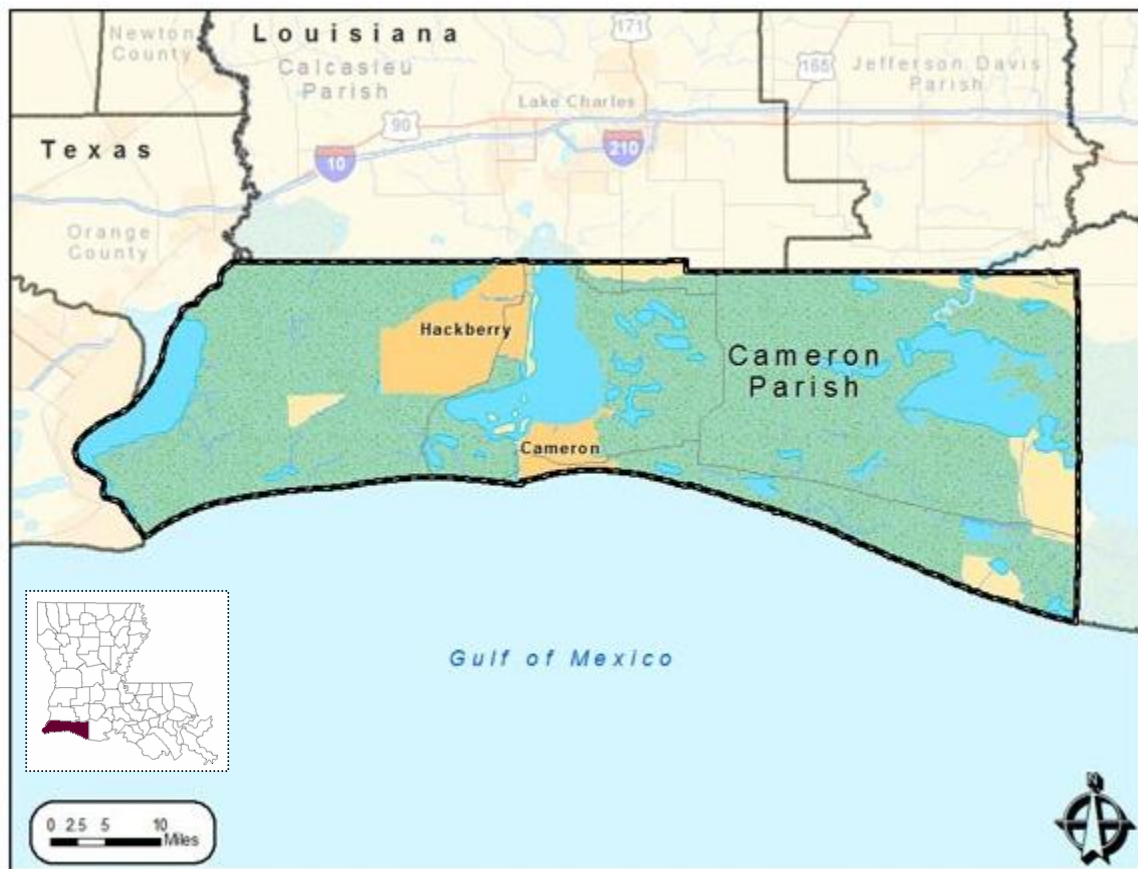 Newton
County
Louisiana
Calcasieu
Parish
171
165
Jefferson Davis
Parish
Lake Charles
90
Texas
10
210
Orange
County
Hackberry
Cameron
Parish
Cameron
Gulf of Mexico
N
0 2.5 5 10
Miles